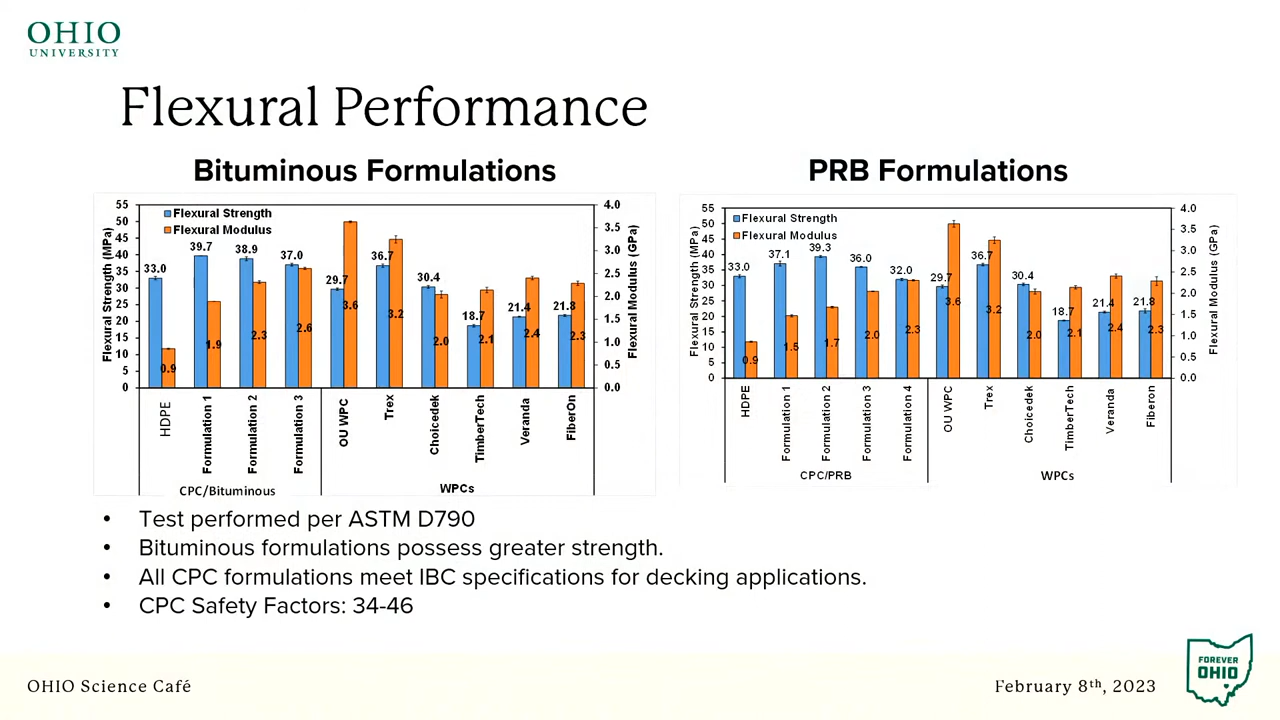 OHIO
UNIVERSITY
Flexural Performance
Bituminous Formulations
Flexural Strength (MPa)
55
50
45
40
35
30
25
20
15
10
5
0
Flexural Strength
Flexural Modulus
33.0
39.7
38.9
37.0
29.7
36.7
30.4
18.7
21.4
21.8
0.9
1.9
2.3
2.6
3.6
3.2
2.0
2.1
2.4
2.3
4.0
3.5
3.0
2.5
2.0
1.5
1.0
0.5
0.0
Flexural Modulus (GPa)
HDPE
Formulation 1
Formulation 2
Formulation 3
OU WPC
Trex
Choicedek
TimberTech
Veranda
FiberOn
CPC/Bituminous
WPCs
PRB Formulations
Flexural Strength (MPa)
55
50
45
40
35
30
25
20
15
10
5
0
Flexural Strength
Flexural Modulus
33.0
37.1
39.3
36.0
32.0
29.7
36.7
30.4
18.7
21.4
21.8
0.9
1.5
1.7
2.0
2.3
3.6
3.2
2.0
2.1
2.4
2.3
4.0
3.5
3.0
2.5
2.0
1.5
1.0
0.5
0.0
Flexural Modulus (GPa)
HDPE
Formulation 1
Formulation 2
Formulation 3
Formulation 4
OU WPC
Trex
Choicedek
TimberTech
Veranda
Fiberon
CPC/PRB
WPCs
• Test performed per ASTM D790
• Bituminous formulations possess greater strength.
• All CPC formulations meet IBC specifications for decking applications.
• CPC Safety Factors: 34-46
OHIO Science Café
February 8th, 2023
FOREVER
OHIO